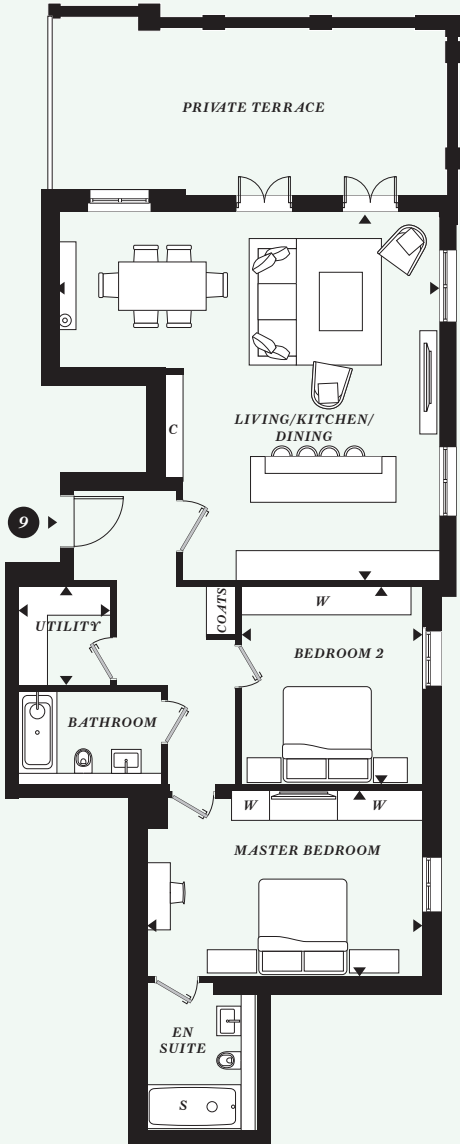 PRIVATE TERRACE
C
LIVING/KITCHEN/
DINING
9
COATS
W
UTILITY
BEDROOM 2
BATHROOM
W
W
MASTER BEDROOM
EN
SUITE
S